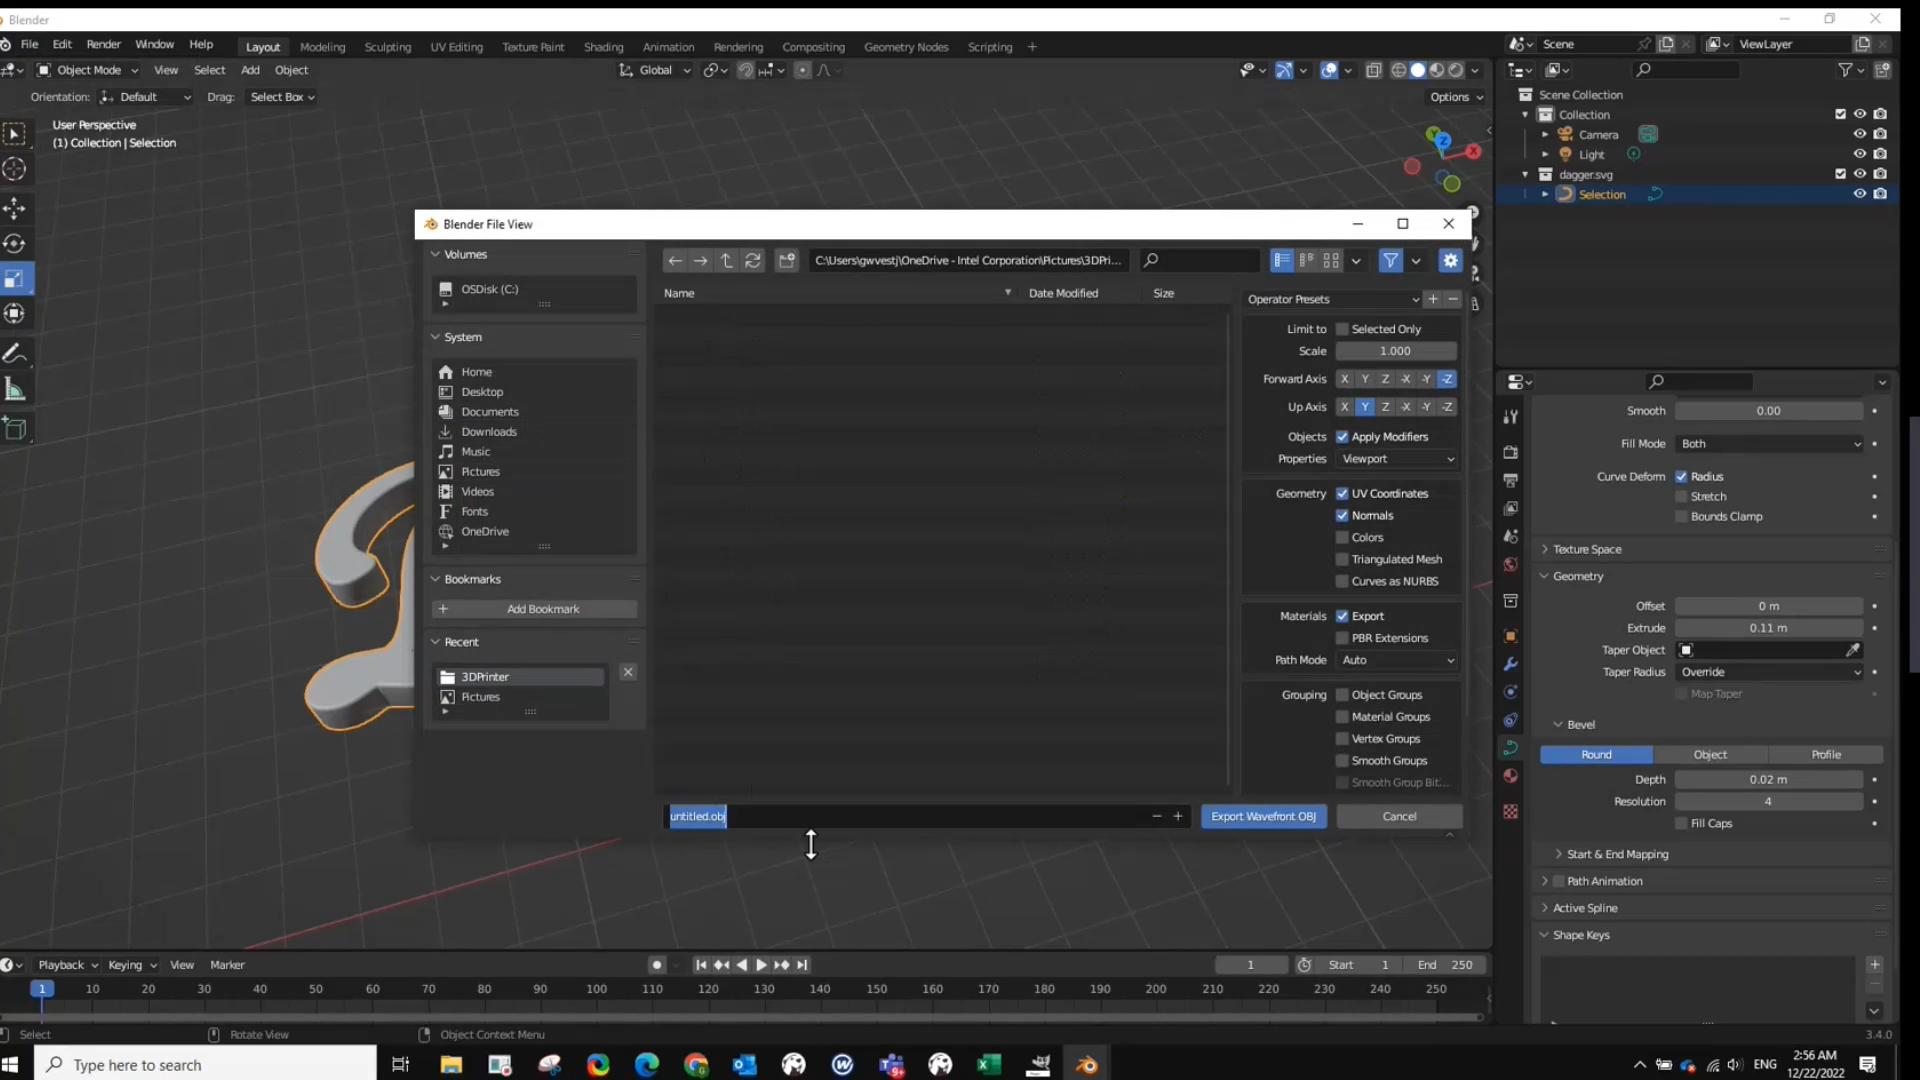 Blender
File Edit Render Window Help Layout Modeling Sculpting UV Editing Texture Paint Shading Animation Rendering Compositing Geometry Nodes Scripting + Scene ViewLayer
Object Mode View Select Add Object Global
Orientation: Default Drag: Select Box Options
User Perspective
(1) Collection | Selection
Scene Collection
Collection
Camera
Light
dagger.svg
Selection
Blender File View
Volumes
OSDisk (C:)
System
Home
Desktop
Documents
Downloads
Music
Pictures
Videos
Fonts
OneDrive
Bookmarks
Add Bookmark
Recent
3DPrinter
Pictures
C:\Users\gwvestj\OneDrive - Intel Corporation\Pictures\3DPri...
Name Date Modified Size
untitled.obj
Export Wavefront OBJ Cancel
Operator Presets
Limit to Selected Only
Scale 1.000
Forward Axis X Y Z -X -Y -Z
Up Axis X Y Z -X -Y -Z
Objects Apply Modifiers
Properties Viewport
Geometry UV Coordinates
Normals
Colors
Triangulated Mesh
Curves as NURBS
Materials Export
PBR Extensions
Path Mode Auto
Grouping Object Groups
Material Groups
Vertex Groups
Smooth Groups
Smooth Group Bit...
Smooth 0.00
Fill Mode Both
Curve Deform Radius
Stretch
Bounds Clamp
Texture Space
Geometry
Offset 0 m
Extrude 0.11 m
Taper Object
Taper Radius Override
Map Taper
Bevel
Round Object Profile
Depth 0.02 m
Resolution 4
Fill Caps
Start & End Mapping
Path Animation
Active Spline
Shape Keys
Playback Keying View Marker 1 Start 1 End 250
1 10 20 30 40 50 60 70 80 90 100 110 120 130 140 150 160 170 180 190 200 210 220 230 240 250
Select Rotate View Object Context Menu 3.4.0
Type here to search
ENG
2:56 AM
12/22/2022